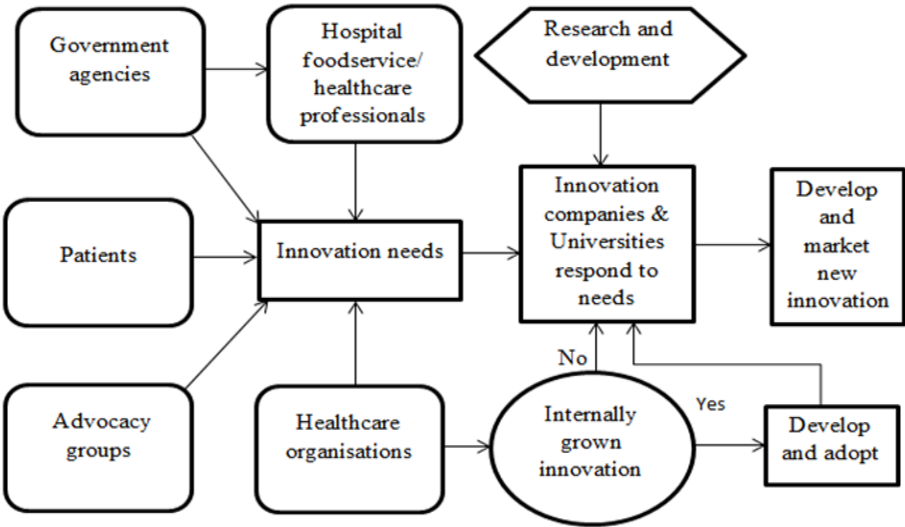 Government
agencies
Hospital
foodservice/
healthcare
professionals
Research and
development
Patients
Innovation needs
Innovation
companies &
Universities
respond to
needs
Develop
and
market
new
innovation
Advocacy
groups
Healthcare
organisations
No
Internally
grown
innovation
Yes
Develop
and adopt